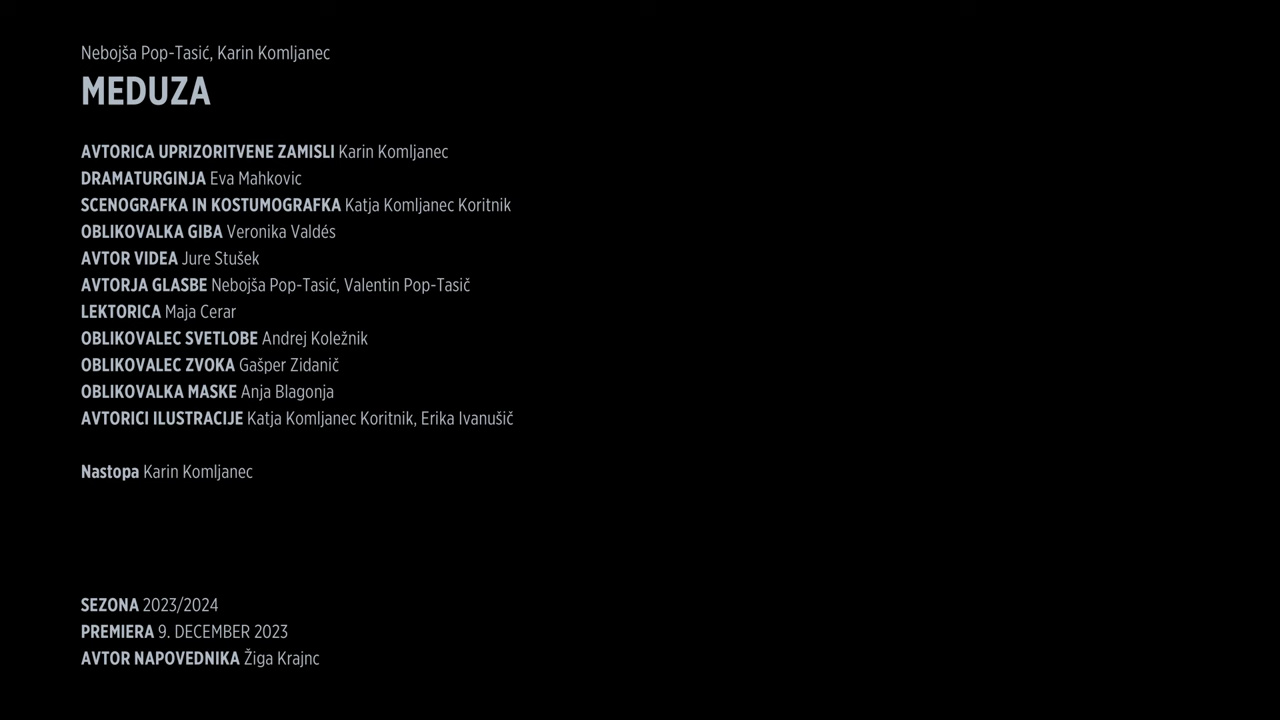 Nebojša Pop-Tasić, Karin Komljanec
MEDUZA
AVTORICA UPRIZORITVENE ZAMISLI Karin Komljanec
DRAMATURGINJA Eva Mahkovic
SCENOGRAFKA IN KOSTUMOGRAFKA Katja Komljanec Koritnik
OBLIKOVALKA GIBA Veronika Valdés
AVTOR VIDEA Jure Stušek
AVTORJA GLASBE Nebojša Pop-Tasić, Valentin Pop-Tasič
LEKTORICA Maja Cerar
OBLIKOVALEC SVETLOBE Andrej Koležnik
OBLIKOVALEC ZVOKA Gašper Zidanič
OBLIKOVALKA MASKE Anja Blagonja
AVTORICI ILUSTRACIJE Katja Komljanec Koritnik, Erika Ivanušič
Nastopa Karin Komljanec
SEZONA 2023/2024
PREMIERA 9. DECEMBER 2023
AVTOR NAPOVEDNIKA Žiga Krajnc